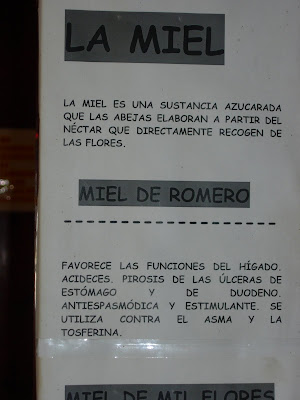 LA MIEL
LA MIEL ES UNA SUSTANCIA AZUCARADA
QUE LAS ABEJAS ELABORAN A PARTIR DEL
NÉCTAR QUE DIRECTAMENTE RECOGEN DE
LAS FLORES.
MIEL DE ROMERO
FAVORECE LAS FUNCIONES DEL HÍGADO.
ACIDECES. PIROSIS DE LAS ÚLCERAS DE
ESTÓMAGO Y DE DUODENO.
ANTIESPASMÓDICA Y ESTIMULANTE. SE
UTILIZA CONTRA EL ASMA Y LA
TOSFERINA.
MIEL DE MIL FLORES